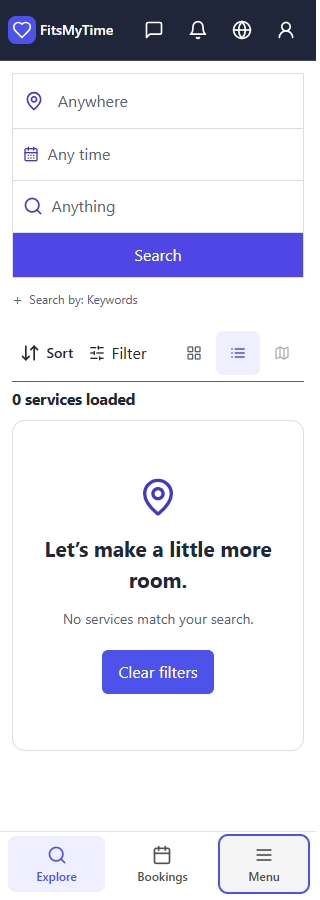 FitsMyTime
Anywhere
Any time
Anything
Search
+ Search by: Keywords
Sort Filter
0 services loaded
Let’s make a little more
room.
No services match your search.
Clear filters
Explore Bookings Menu